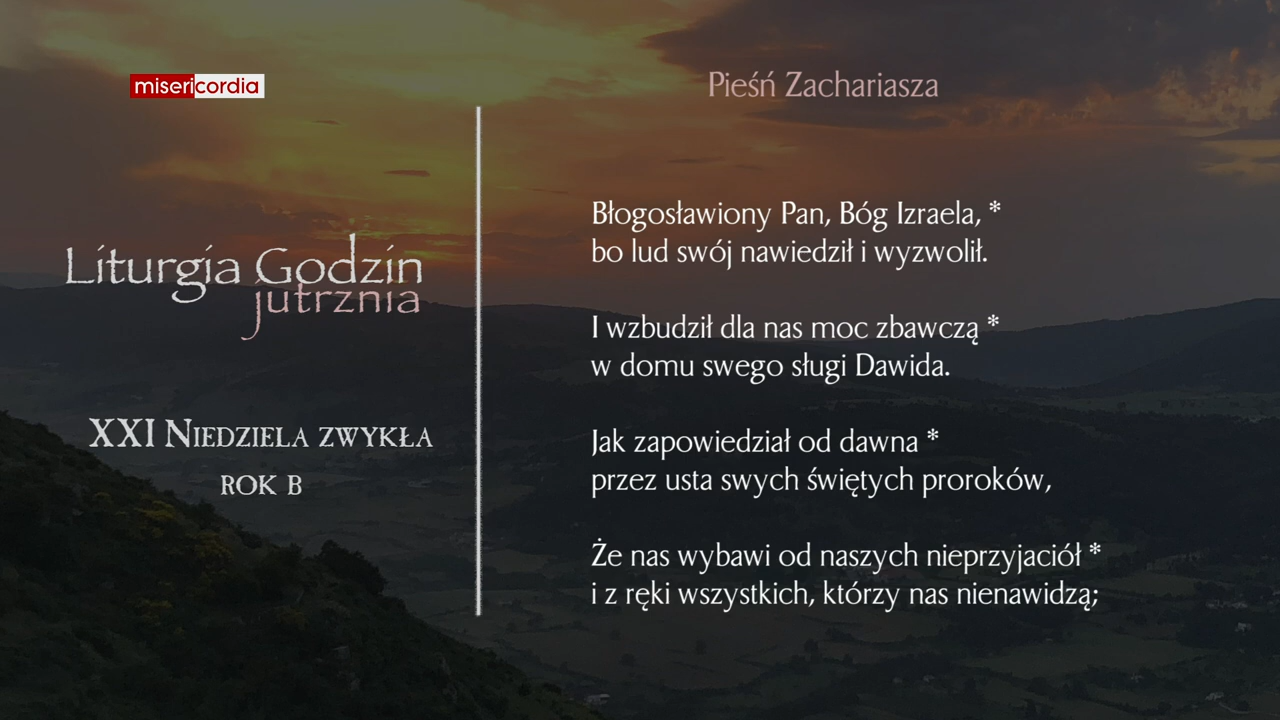 misericordia
Liturgia Godzin
jutrznia
XXI Niedziela zwykła
rok B
Pieśń Zachariasza
Błogosławiony Pan, Bóg Izraela, *
bo lud swój nawiedził i wyzwolił.
I wzbudził dla nas moc zbawczą *
w domu swego sługi Dawida.
Jak zapowiedział od dawna *
przez usta swych świętych proroków,
Że nas wybawi od naszych nieprzyjaciół *
i z ręki wszystkich, którzy nas nienawidzą;